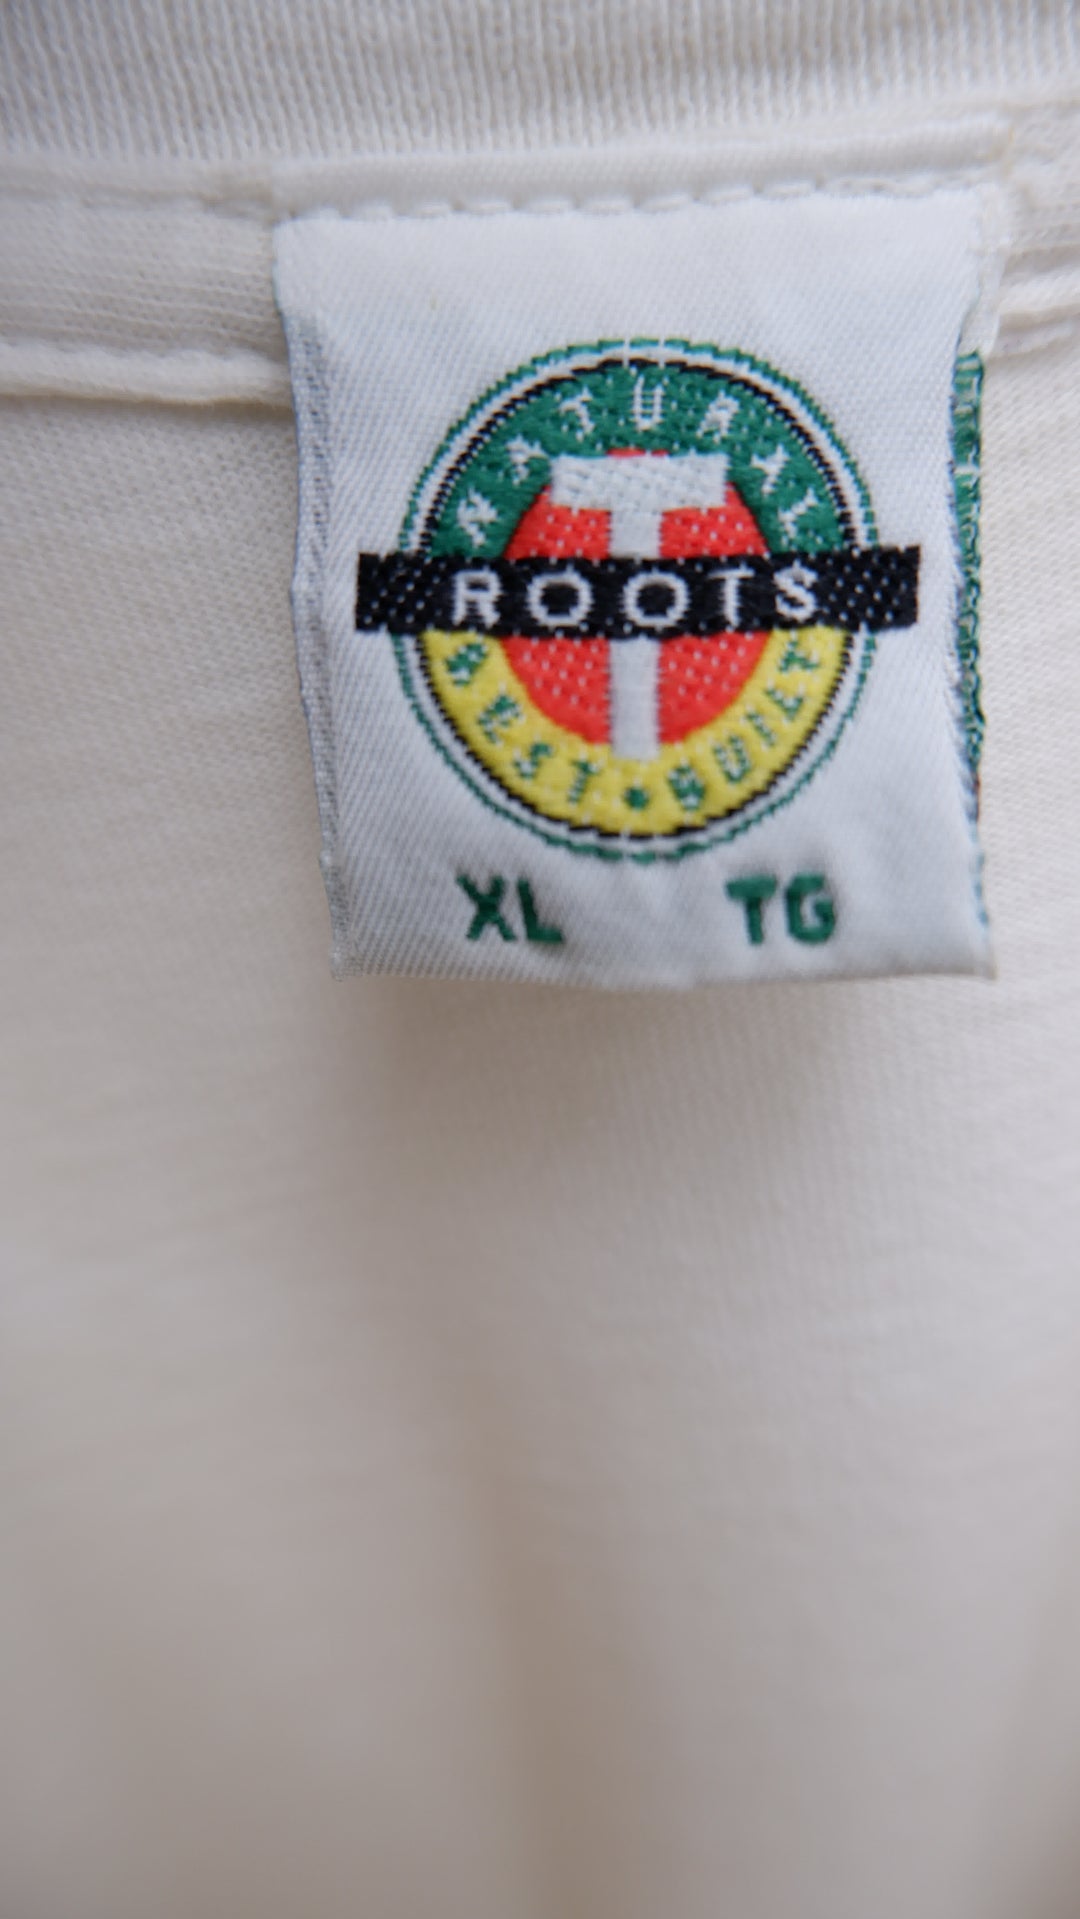 NATURAL
ROOTS
BEST • BUILT
XL TG